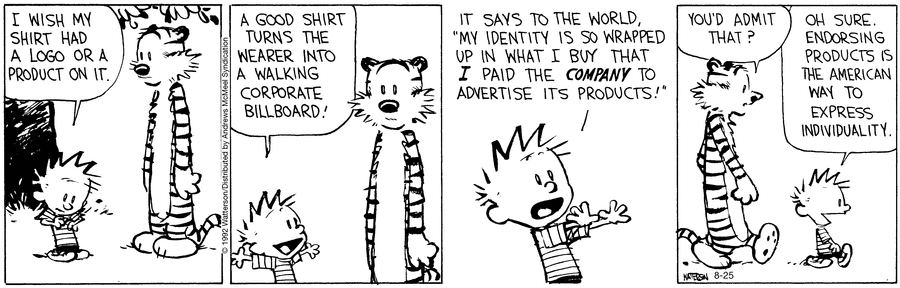 I WISH MY
SHIRT HAD
A LOGO OR A
PRODUCT ON IT.
© 1992 Watterson/Distributed by Andrews McMeel Syndication
A GOOD SHIRT
TURNS THE
WEARER INTO
A WALKING
CORPORATE
BILLBOARD!
IT SAYS TO THE WORLD,
"MY IDENTITY IS SO WRAPPED
UP IN WHAT I BUY THAT
I PAID THE COMPANY TO
ADVERTISE ITS PRODUCTS!"
YOU'D ADMIT
THAT?
OH SURE.
ENDORSING
PRODUCTS IS
THE AMERICAN
WAY TO
EXPRESS
INDIVIDUALITY.
WATTERSON 8-25